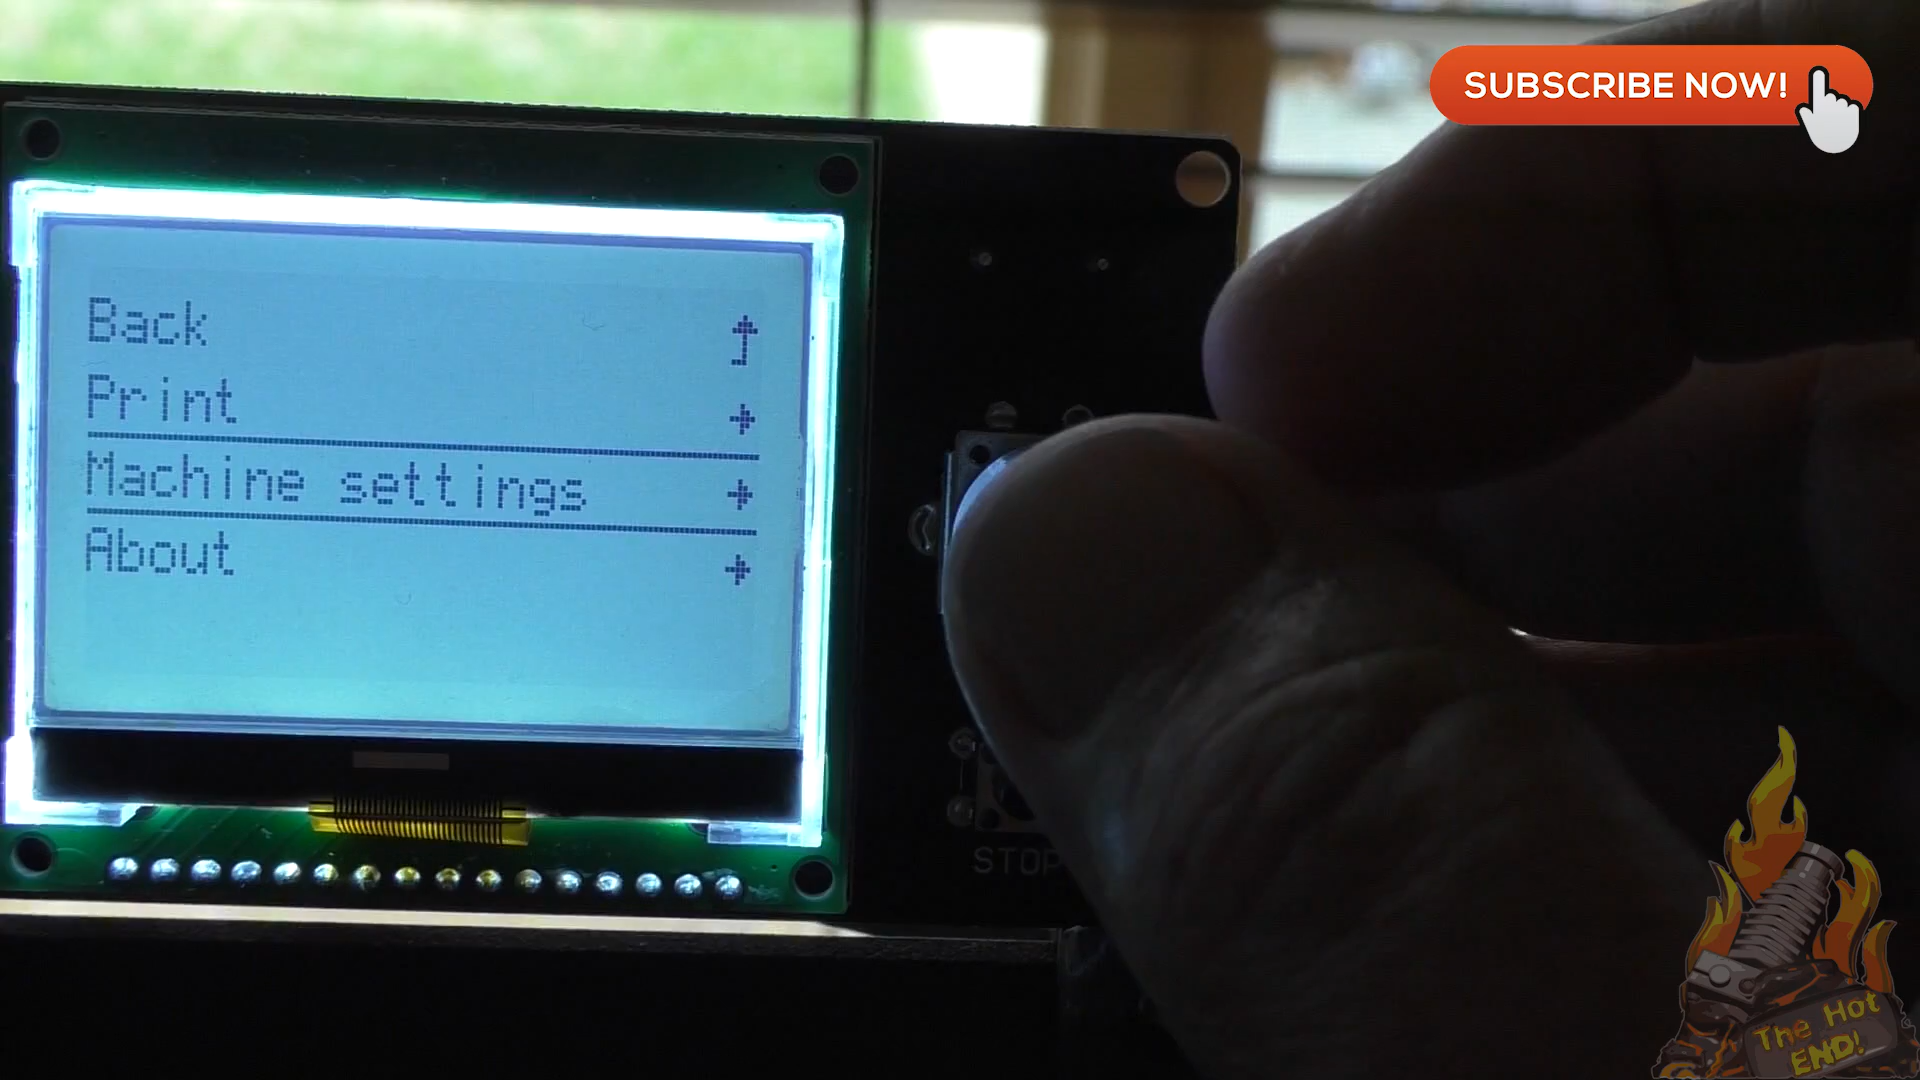 SUBSCRIBE NOW!
Back
Print
Machine settings
About
STOP
The Hot
END!